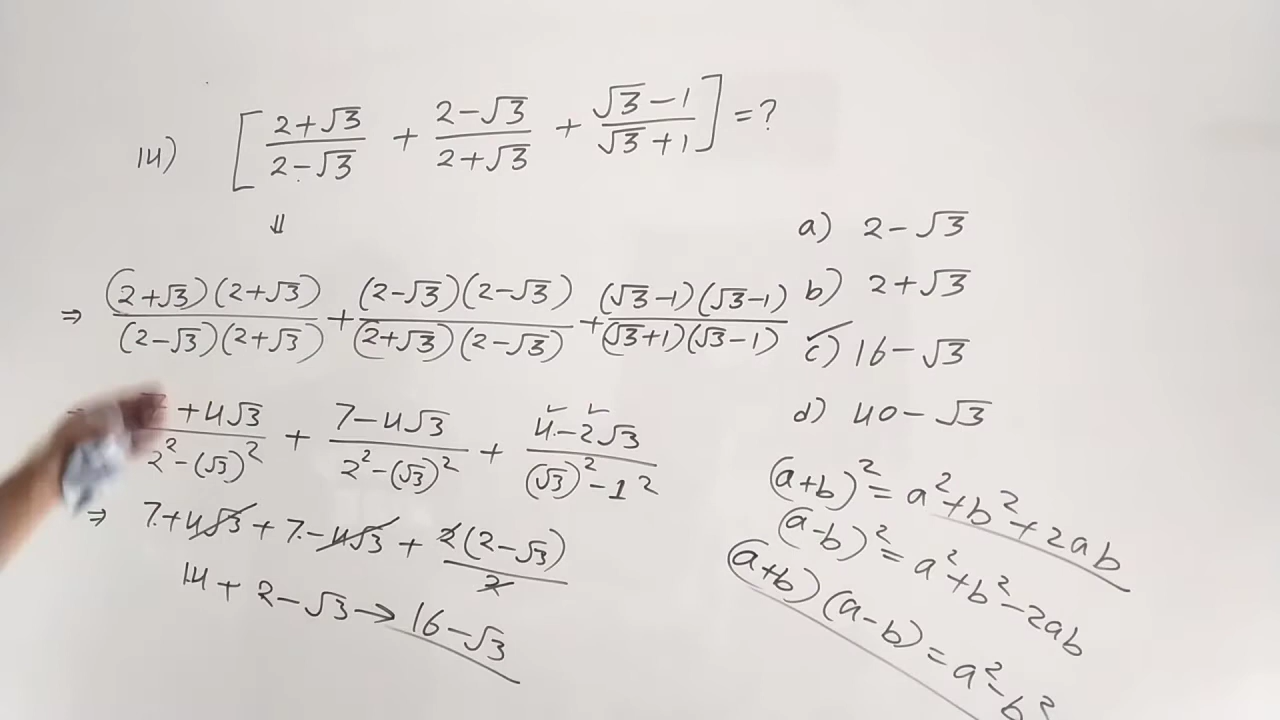 14) [ (2+√3)/(2-√3) + (2-√3)/(2+√3) + (√3-1)/(√3+1) ] = ?
⇓
a) 2-√3
b) 2+√3
c) 16-√3
d) 40-√3
⇒ (2+√3)(2+√3)/(2-√3)(2+√3) + (2-√3)(2-√3)/(2+√3)(2-√3) + (√3-1)(√3-1)/(√3+1)(√3-1)
7+4√3/2²-(√3)² + 7-4√3/2²-(√3)² + 4-2√3/(√3)²-1²
⇒ 7+4√3+7-4√3+2(2-√3)/2
14+2-√3→16-√3
(a+b)²=a²+b²+2ab
(a-b)²=a²+b²-2ab
(a+b)(a-b)=a²-b²